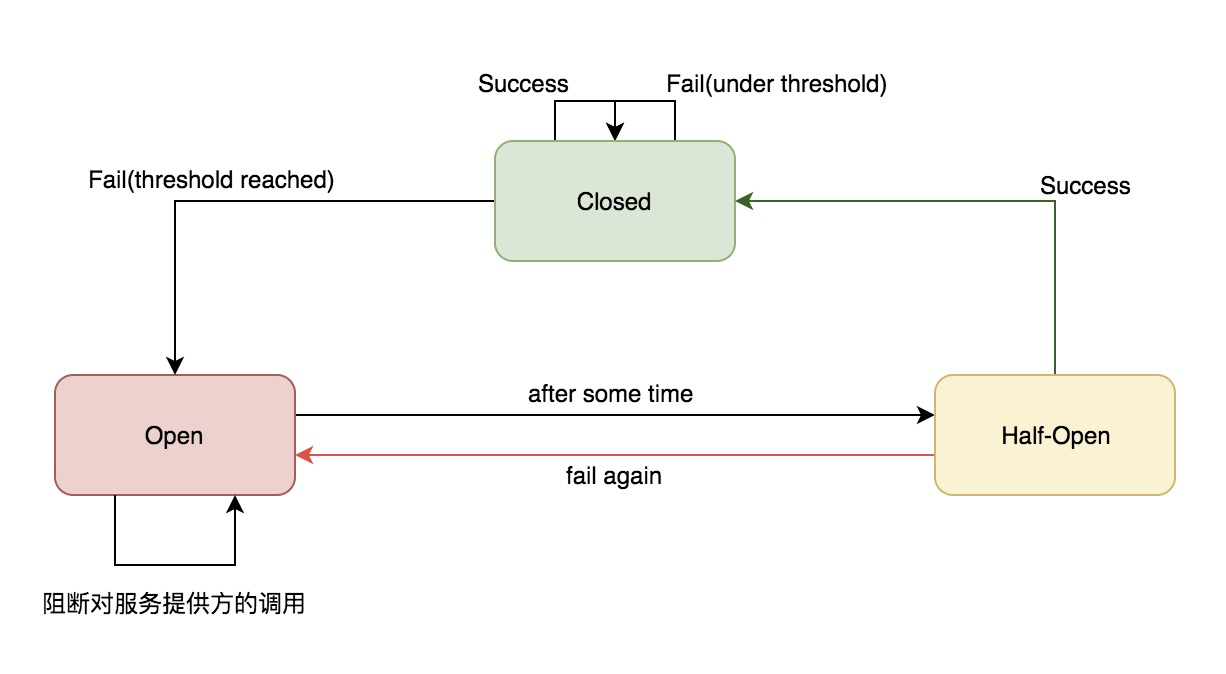 Success
Fail(under threshold)
Fail(threshold reached)
Closed
Success
after some time
Open
Half-Open
fail again
阻断对服务提供方的调用